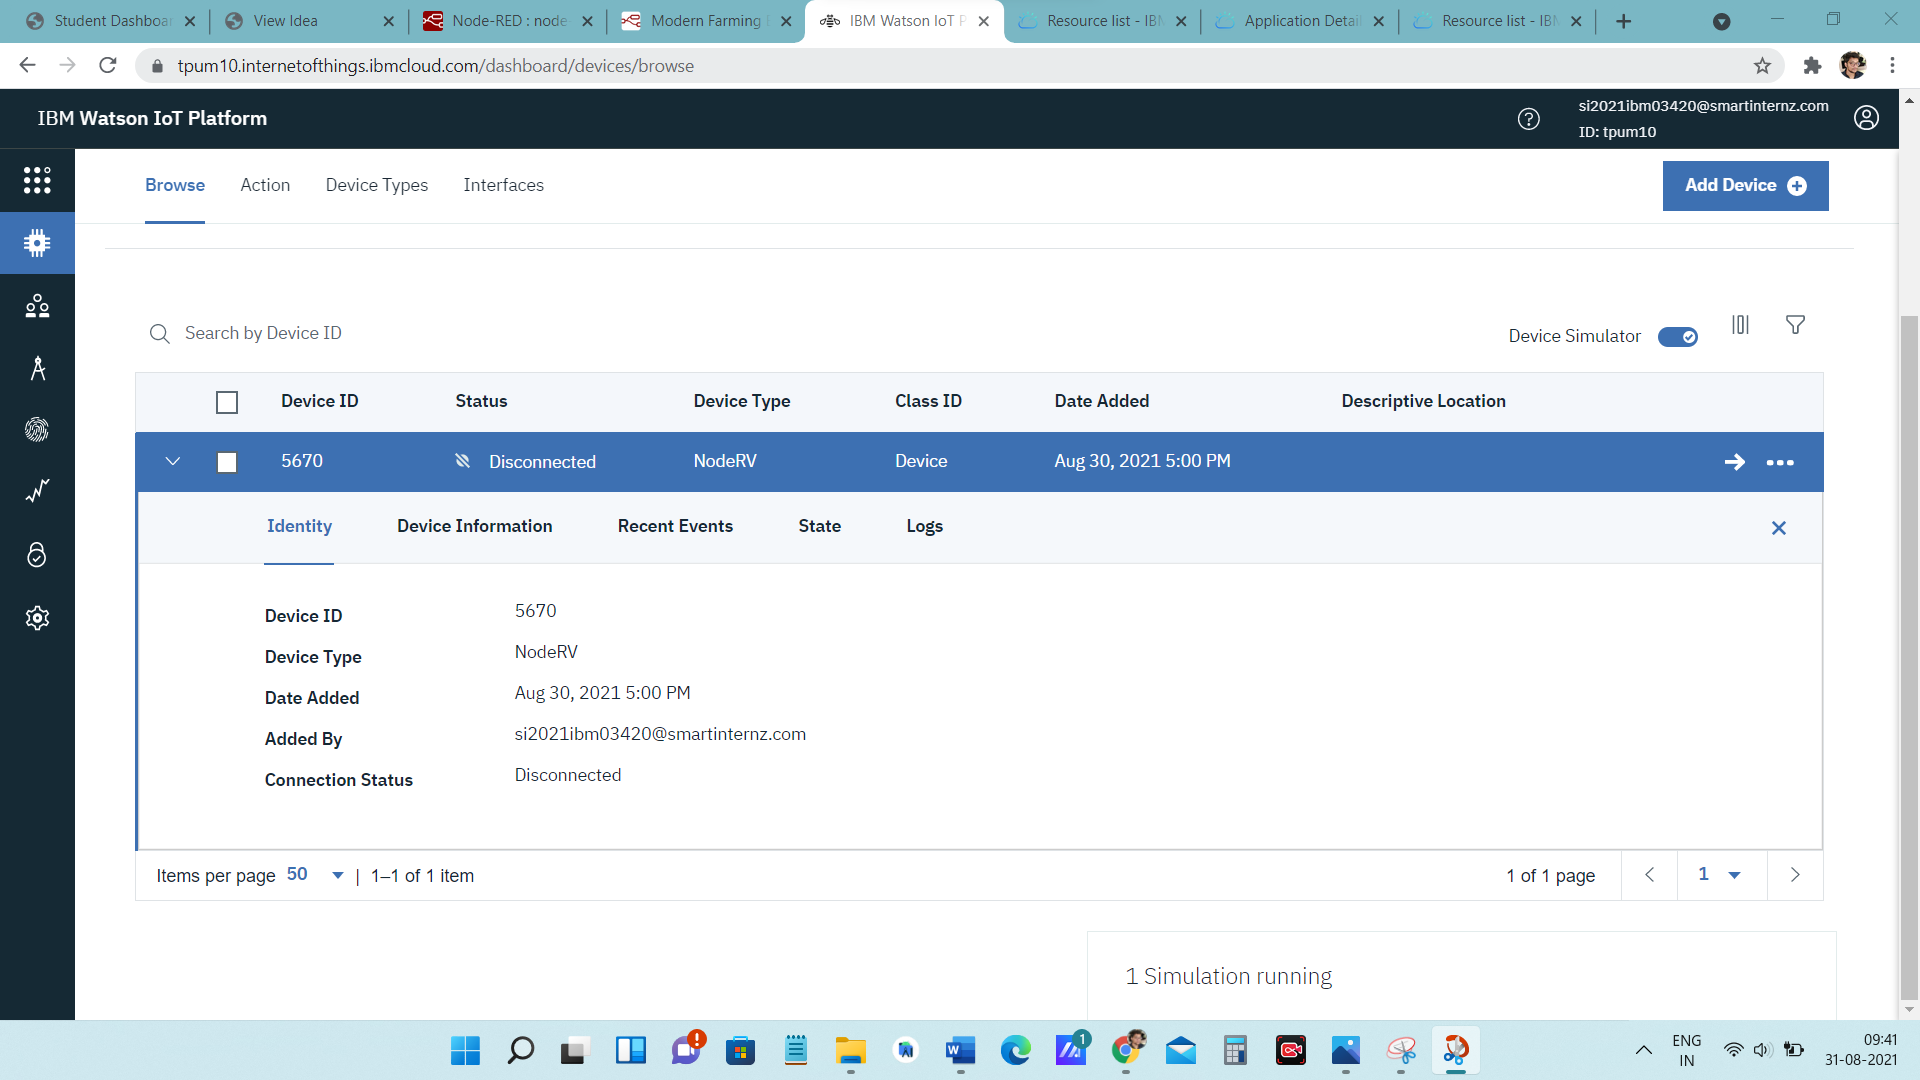 Student Dashboar
View Idea
Node-RED : node
Modern Farming
IBM Watson IoT P
Resource list - IBM
Application Detail
Resource list - IBM
tpum10.internetofthings.ibmcloud.com/dashboard/devices/browse
IBM Watson IoT Platform
si2021ibm03420@smartinternz.com
ID: tpum10
Browse
Action
Device Types
Interfaces
Add Device
Search by Device ID
Device Simulator
Device ID Status Device Type Class ID Date Added Descriptive Location
5670 Disconnected NodeRV Device Aug 30, 2021 5:00 PM
Identity Device Information Recent Events State Logs
Device ID 5670
Device Type NodeRV
Date Added Aug 30, 2021 5:00 PM
Added By si2021ibm03420@smartinternz.com
Connection Status Disconnected
Items per page 50 | 1–1 of 1 item
1 of 1 page
1
1 Simulation running
1
ENG
IN
09:41
31-08-2021